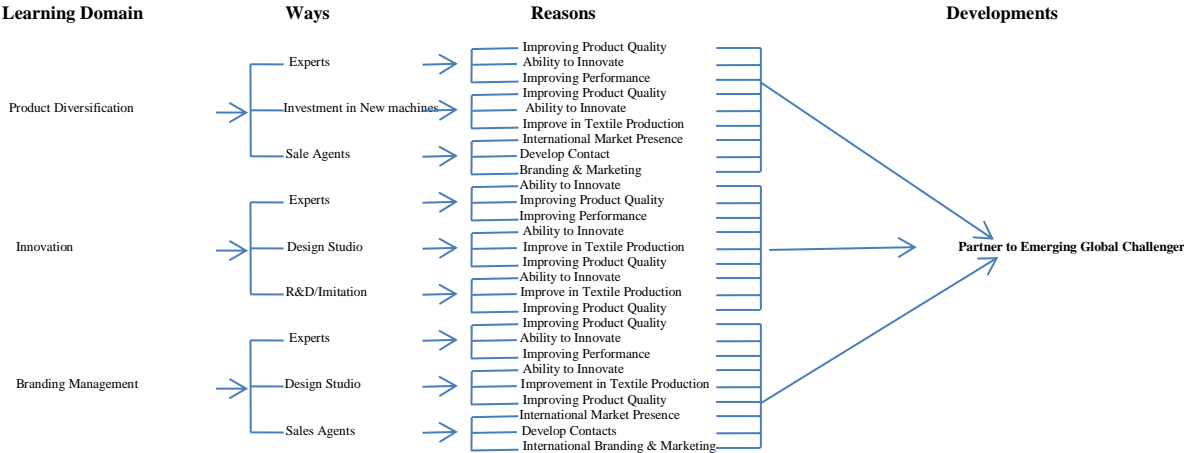 Learning Domain Ways Reasons Developments
Improving Product Quality
Experts Ability to Innovate
Improving Performance
Improving Product Quality
Product Diversification Investment in New machines Ability to Innovate
Improve in Textile Production
International Market Presence
Sale Agents Develop Contact
Branding & Marketing
Ability to Innovate
Experts Improving Product Quality
Improving Performance
Ability to Innovate
Innovation Design Studio Improve in Textile Production Partner to Emerging Global Challenger
Improving Product Quality
Ability to Innovate
R&D/Imitation Improve in Textile Production
Improving Product Quality
Improving Product Quality
Experts Ability to Innovate
Improving Performance
Ability to Innovate
Branding Management Design Studio Improvement in Textile Production
Improving Product Quality
International Market Presence
Sales Agents Develop Contacts
International Branding & Marketing